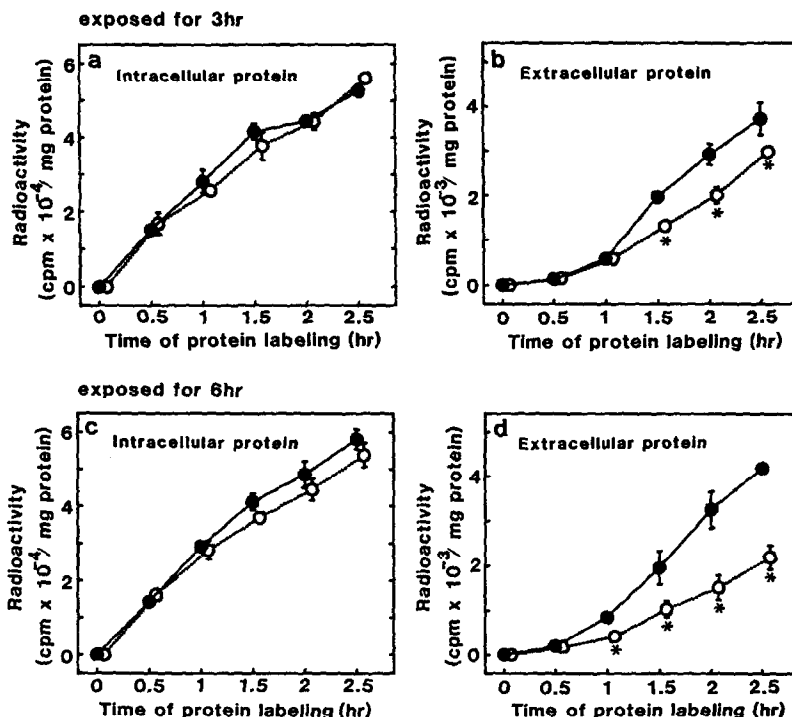 exposed for 3hr
a
Intracellular protein
Radioactivity
(cpm x 10-4/ mg protein)
6
4
2
0
0 0.5 1 1.5 2 2.5
Time of protein labeling (hr)
b
Extracellular protein
Radioactivity
(cpm x 10-3/ mg protein)
4
2
0
* * *
0 0.5 1 1.5 2 2.5
Time of protein labeling (hr)
exposed for 6hr
c
Intracellular protein
Radioactivity
(cpm x 10-4/ mg protein)
6
4
2
0
0 0.5 1 1.5 2 2.5
Time of protein labeling (hr)
d
Extracellular protein
Radioactivity
(cpm x 10-3/ mg protein)
4
2
0
* * * *
0 0.5 1 1.5 2 2.5
Time of protein labeling (hr)